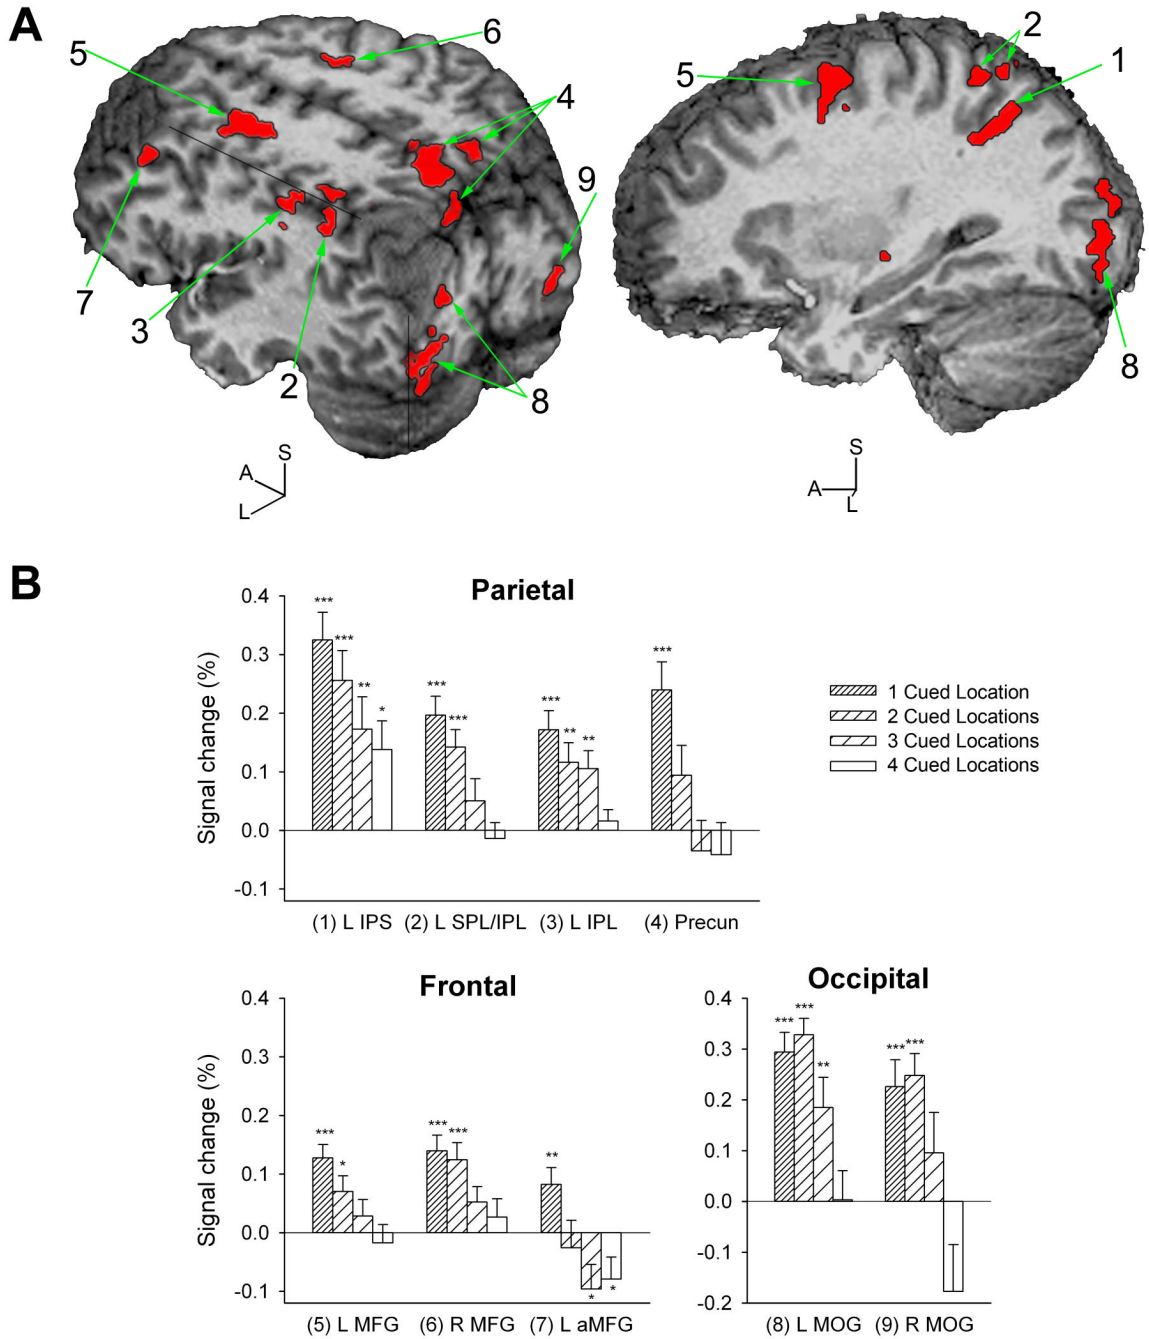 A
5
6
4
9
7
3
2
8
S
A
L
2
1
5
8
S
A
L
B
Parietal
0.4
0.3
0.2
0.1
0.0
-0.1
Signal change (%)
***
***
**
*
***
***
***
**
**
***
(1) L IPS (2) L SPL/IPL (3) L IPL (4) Precun
1 Cued Location
2 Cued Locations
3 Cued Locations
4 Cued Locations
Frontal
0.4
0.3
0.2
0.1
0.0
-0.1
Signal change (%)
***
*
***
***
**
*
*
(5) L MFG (6) R MFG (7) L aMFG
Occipital
0.4
0.3
0.2
0.1
0.0
-0.1
-0.2
***
***
**
***
***
(8) L MOG (9) R MOG